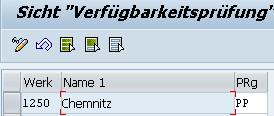 Sicht "Verfügbarkeitsprüfung"
Werk Name 1 PRg
1250 Chemnitz PP